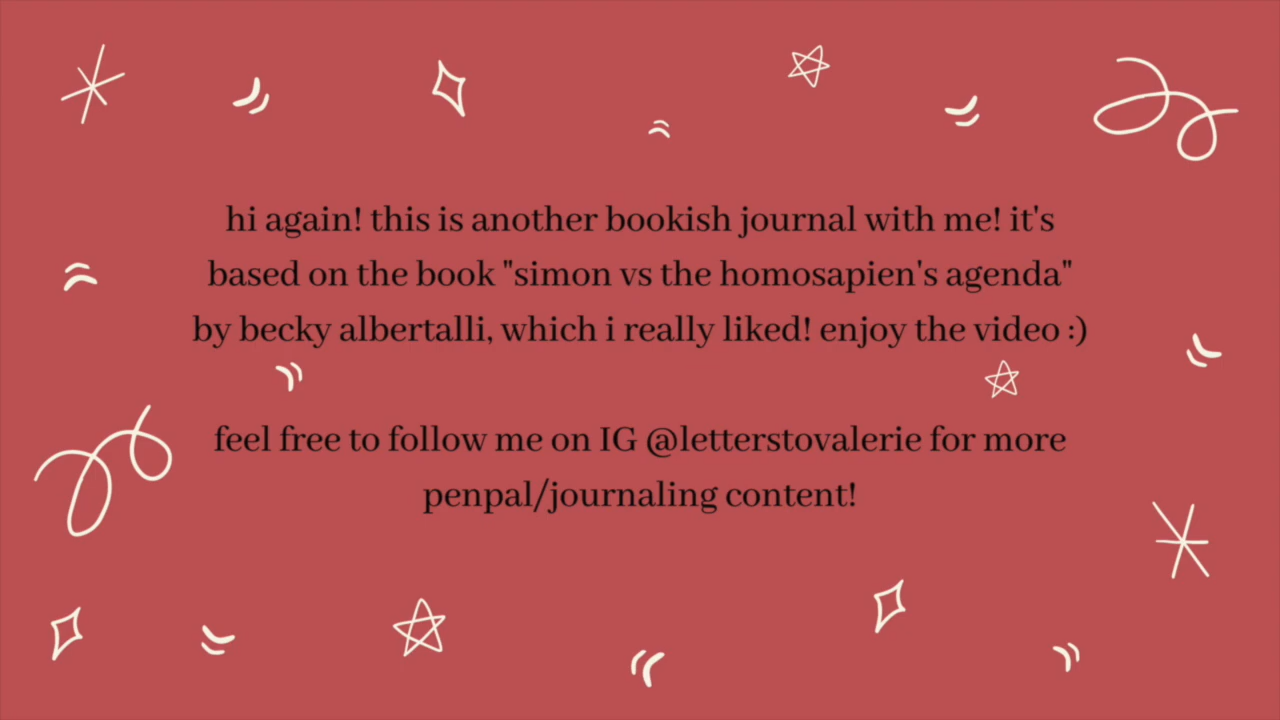 hi again! this is another bookish journal with me! it's
based on the book "simon vs the homosapien's agenda"
by becky albertalli, which i really liked! enjoy the video :)
feel free to follow me on IG @letterstovalerie for more
penpal/journaling content!